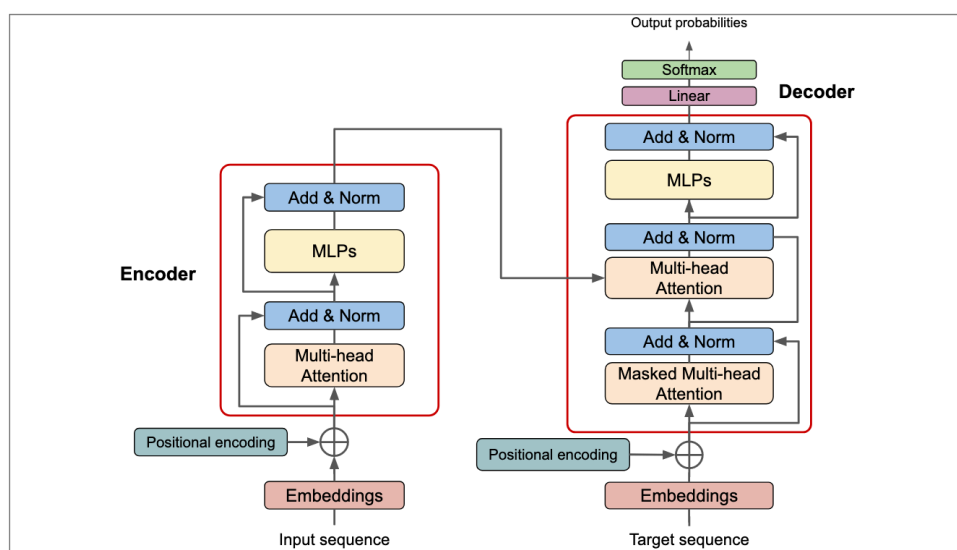 Output probabilities
Softmax
Linear
Decoder
Add & Norm
MLPs
Add & Norm
Multi-head
Attention
Add & Norm
Masked Multi-head
Attention
Positional encoding
Embeddings
Target sequence
Encoder
Add & Norm
MLPs
Add & Norm
Multi-head
Attention
Positional encoding
Embeddings
Input sequence